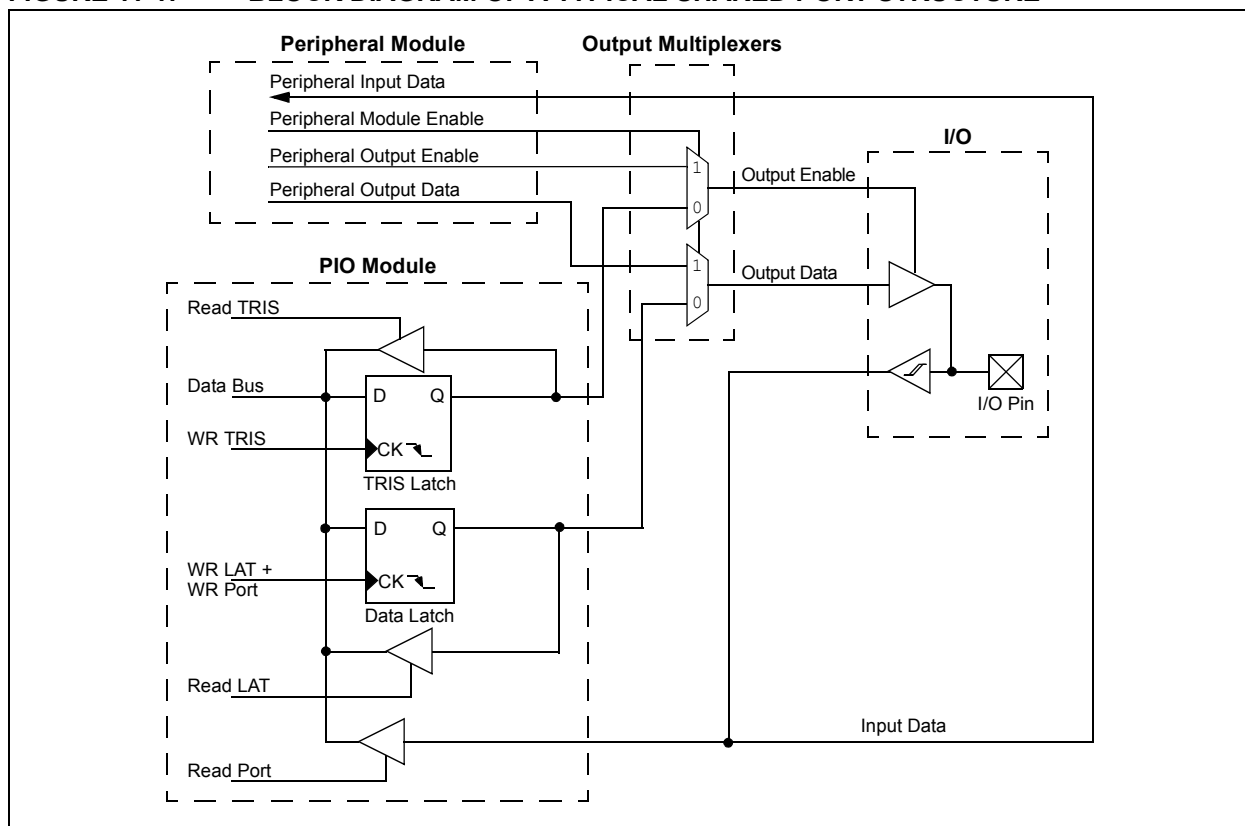 Peripheral Module
Output Multiplexers
Peripheral Input Data
Peripheral Module Enable
I/O
Peripheral Output Enable
1
Output Enable
Peripheral Output Data
0
PIO Module
1
Output Data
Read TRIS
0
Data Bus
D Q
I/O Pin
WR TRIS
CK
TRIS Latch
D Q
WR LAT +
WR Port
CK
Data Latch
Read LAT
Input Data
Read Port